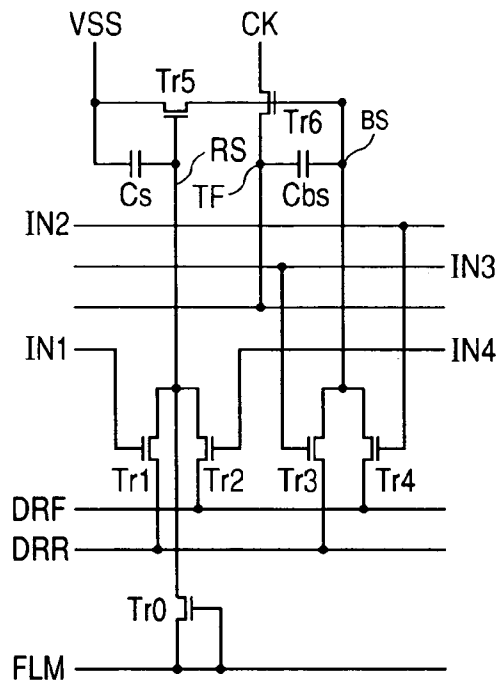 VSS CK
Tr5
Tr6 BS
RS
Cs TF Cbs
IN2
IN3
IN1 IN4
Tr1 Tr2 Tr3 Tr4
DRF
DRR
Tr0
FLM